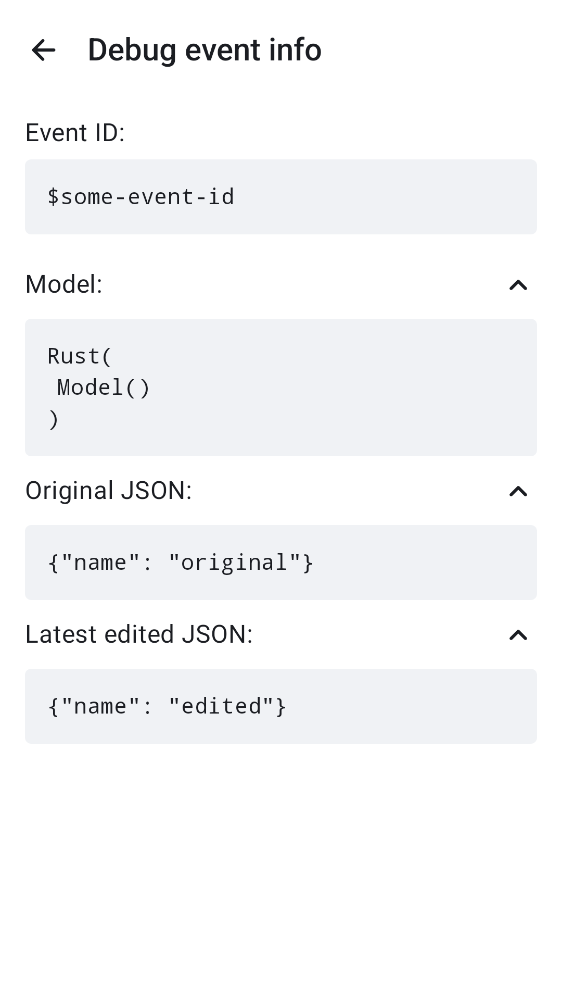 Debug event info
Event ID:
$some-event-id
Model:
Rust(
 Model()
)
Original JSON:
{"name": "original"}
Latest edited JSON:
{"name": "edited"}